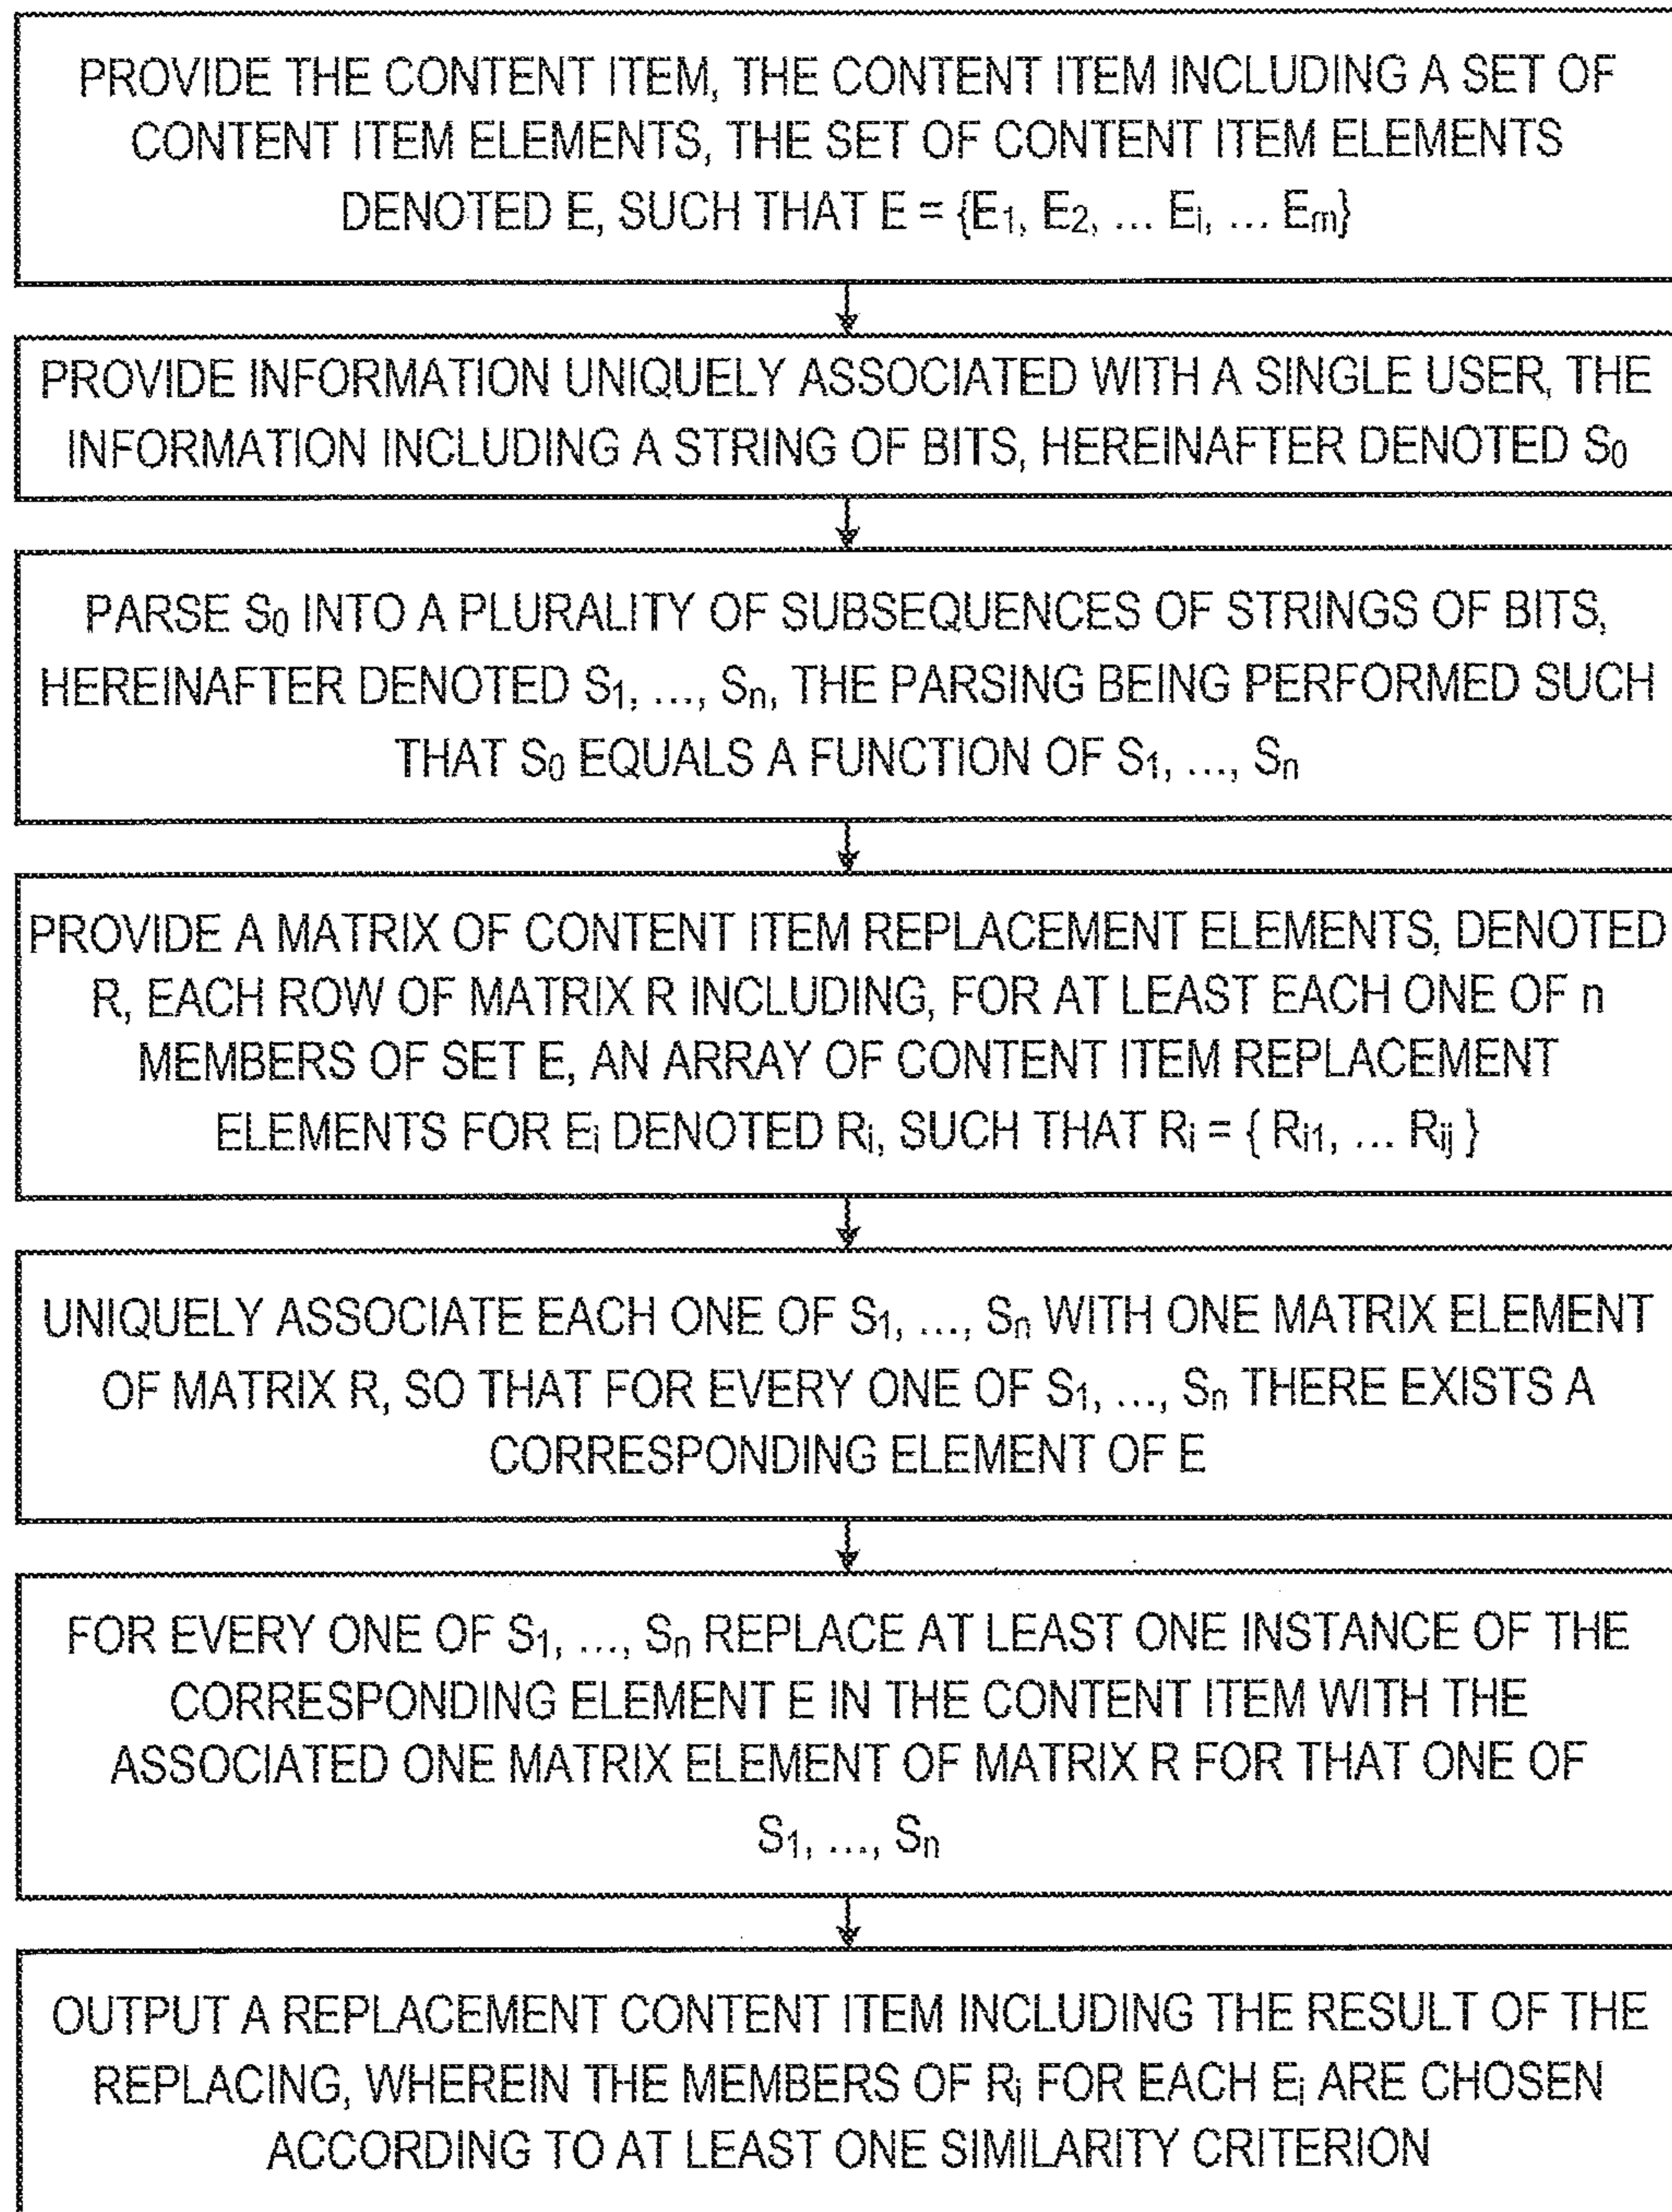 PROVIDE THE CONTENT ITEM, THE CONTENT ITEM INCLUDING A SET OF
CONTENT ITEM ELEMENTS, THE SET OF CONTENT ITEM ELEMENTS
DENOTED E, SUCH THAT E = {E₁, E₂, ... Eᵢ, ... Eₘ}
PROVIDE INFORMATION UNIQUELY ASSOCIATED WITH A SINGLE USER, THE
INFORMATION INCLUDING A STRING OF BITS, HEREINAFTER DENOTED S₀
PARSE S₀ INTO A PLURALITY OF SUBSEQUENCES OF STRINGS OF BITS,
HEREINAFTER DENOTED S₁, ..., Sₙ, THE PARSING BEING PERFORMED SUCH
THAT S₀ EQUALS A FUNCTION OF S₁, ..., Sₙ
PROVIDE A MATRIX OF CONTENT ITEM REPLACEMENT ELEMENTS, DENOTED
R, EACH ROW OF MATRIX R INCLUDING, FOR AT LEAST EACH ONE OF n
MEMBERS OF SET E, AN ARRAY OF CONTENT ITEM REPLACEMENT
ELEMENTS FOR Eᵢ DENOTED Rᵢ, SUCH THAT Rᵢ = { Rᵢ₁, ... Rᵢⱼ }
UNIQUELY ASSOCIATE EACH ONE OF S₁, ..., Sₙ WITH ONE MATRIX ELEMENT
OF MATRIX R, SO THAT FOR EVERY ONE OF S₁, ..., Sₙ THERE EXISTS A
CORRESPONDING ELEMENT OF E
FOR EVERY ONE OF S₁, ..., Sₙ REPLACE AT LEAST ONE INSTANCE OF THE
CORRESPONDING ELEMENT E IN THE CONTENT ITEM WITH THE
ASSOCIATED ONE MATRIX ELEMENT OF MATRIX R FOR THAT ONE OF
S₁, ..., Sₙ
OUTPUT A REPLACEMENT CONTENT ITEM INCLUDING THE RESULT OF THE
REPLACING, WHEREIN THE MEMBERS OF Rᵢ FOR EACH Eᵢ ARE CHOSEN
ACCORDING TO AT LEAST ONE SIMILARITY CRITERION